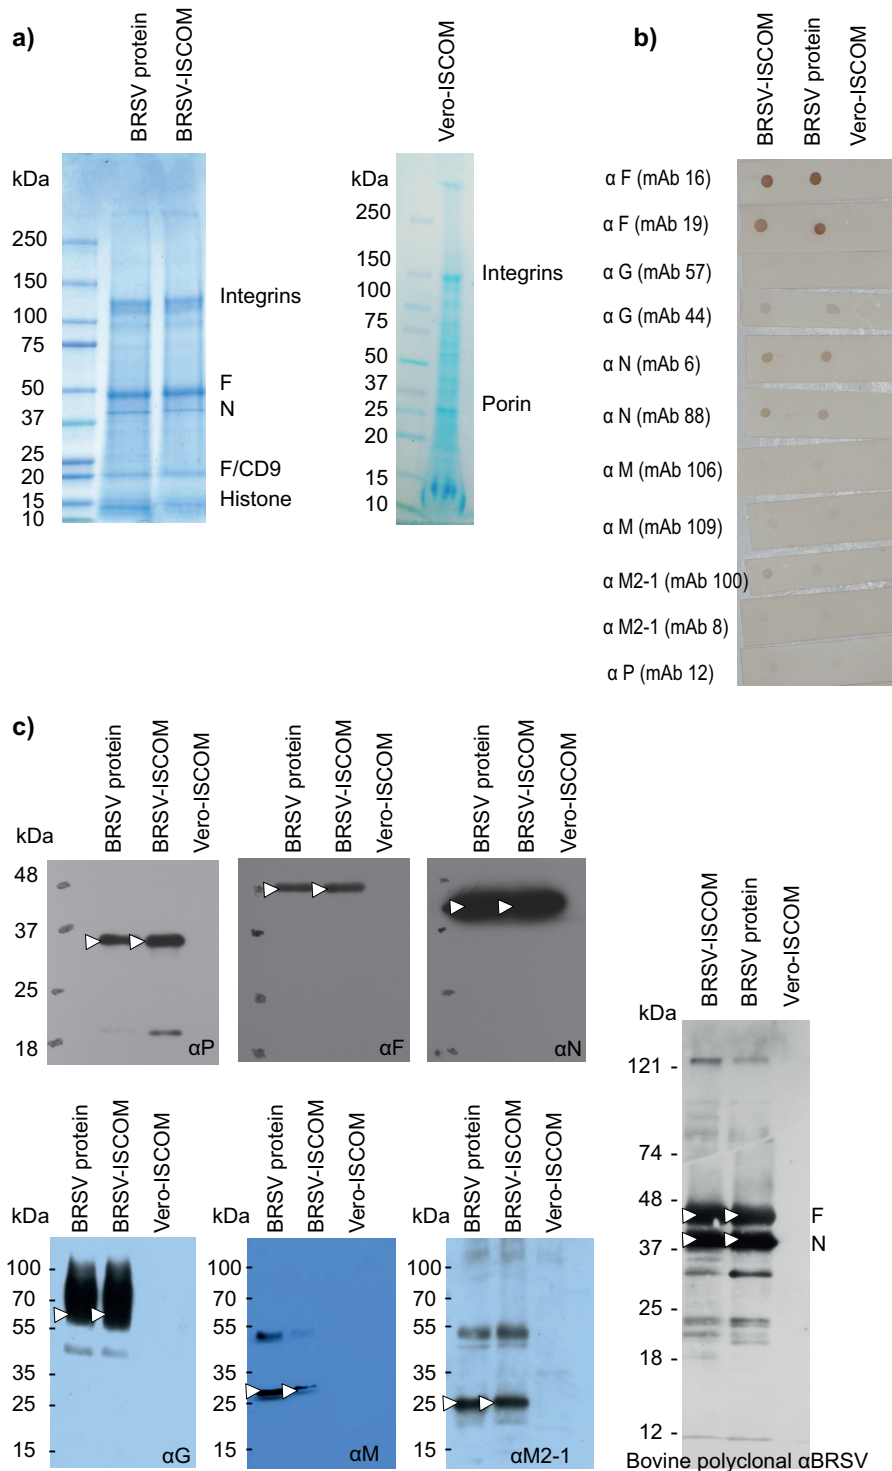 a)
BRSV protein
BRSV-ISCOM
kDa
250
150
100
75
50
37
25
20
15
10
Integrins
F
N
F/CD9
Histone
Vero-ISCOM
kDa
250
150
100
75
50
37
25
20
15
10
Integrins
Porin
b)
BRSV-ISCOM
BRSV protein
Vero-ISCOM
α F (mAb 16)
α F (mAb 19)
α G (mAb 57)
α G (mAb 44)
α N (mAb 6)
α N (mAb 88)
α M (mAb 106)
α M (mAb 109)
α M2-1 (mAb 100)
α M2-1 (mAb 8)
α P (mAb 12)
c)
BRSV protein
BRSV-ISCOM
Vero-ISCOM
kDa
48
37
25
18
αP
BRSV protein
BRSV-ISCOM
Vero-ISCOM
αF
BRSV protein
BRSV-ISCOM
Vero-ISCOM
αN
BRSV protein
BRSV-ISCOM
Vero-ISCOM
kDa
100 -
70 -
55 -
35 -
25 -
15 -
αG
BRSV protein
BRSV-ISCOM
Vero-ISCOM
kDa
100 -
70 -
55 -
35 -
25 -
15 -
αM
BRSV protein
BRSV-ISCOM
Vero-ISCOM
kDa
100 -
70 -
55 -
35 -
25 -
15 -
αM2-1
BRSV-ISCOM
BRSV protein
Vero-ISCOM
kDa
121 -
74 -
48 -
37 -
25 -
18 -
12 -
F
N
Bovine polyclonal αBRSV